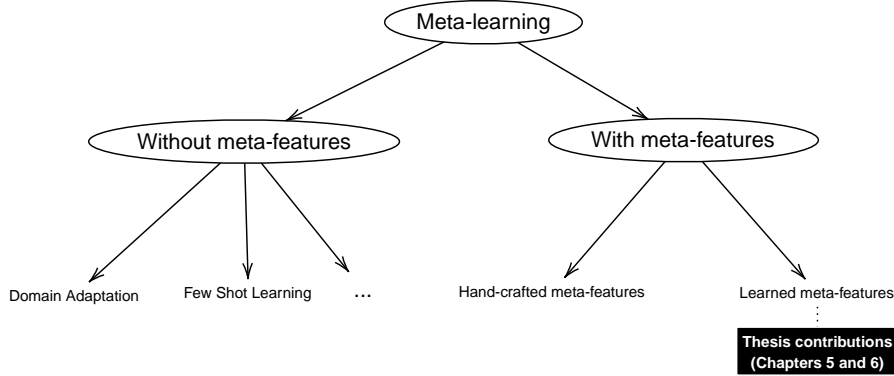 Meta-learning
Without meta-features
With meta-features
Domain Adaptation
Few Shot Learning
...
Hand-crafted meta-features
Learned meta-features
Thesis contributions
(Chapters 5 and 6)